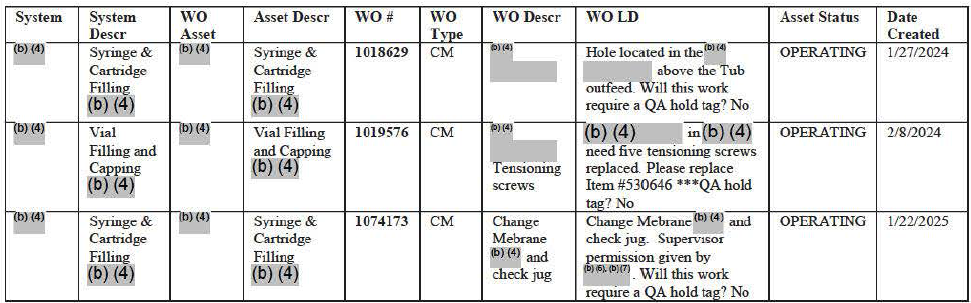 System System Descr WO Asset Asset Descr WO # WO Type WO Descr WO LD Asset Status Date Created
(b) (4) Syringe & Cartridge Filling (b) (4) (b) (4) Syringe & Cartridge Filling (b) (4) 1018629 CM (b) (4) Hole located in the (b) (4) above the Tub outfeed. Will this work require a QA hold tag? No OPERATING 1/27/2024
(b) (4) Vial Filling and Capping (b) (4) (b) (4) Vial Filling and Capping (b) (4) 1019576 CM (b) (4) Tensioning screws (b) (4) in (b) (4) need five tensioning screws replaced. Please replace Item #530646 ***QA hold tag? No OPERATING 2/8/2024
(b) (4) Syringe & Cartridge Filling (b) (4) (b) (4) Syringe & Cartridge Filling (b) (4) 1074173 CM Change Mebrane (b) (4) and check jug Change Mebrane (b) (4) and check jug. Supervisor permission given by (b) (6), (b)(7) . Will this work require a QA hold tag? No OPERATING 1/22/2025